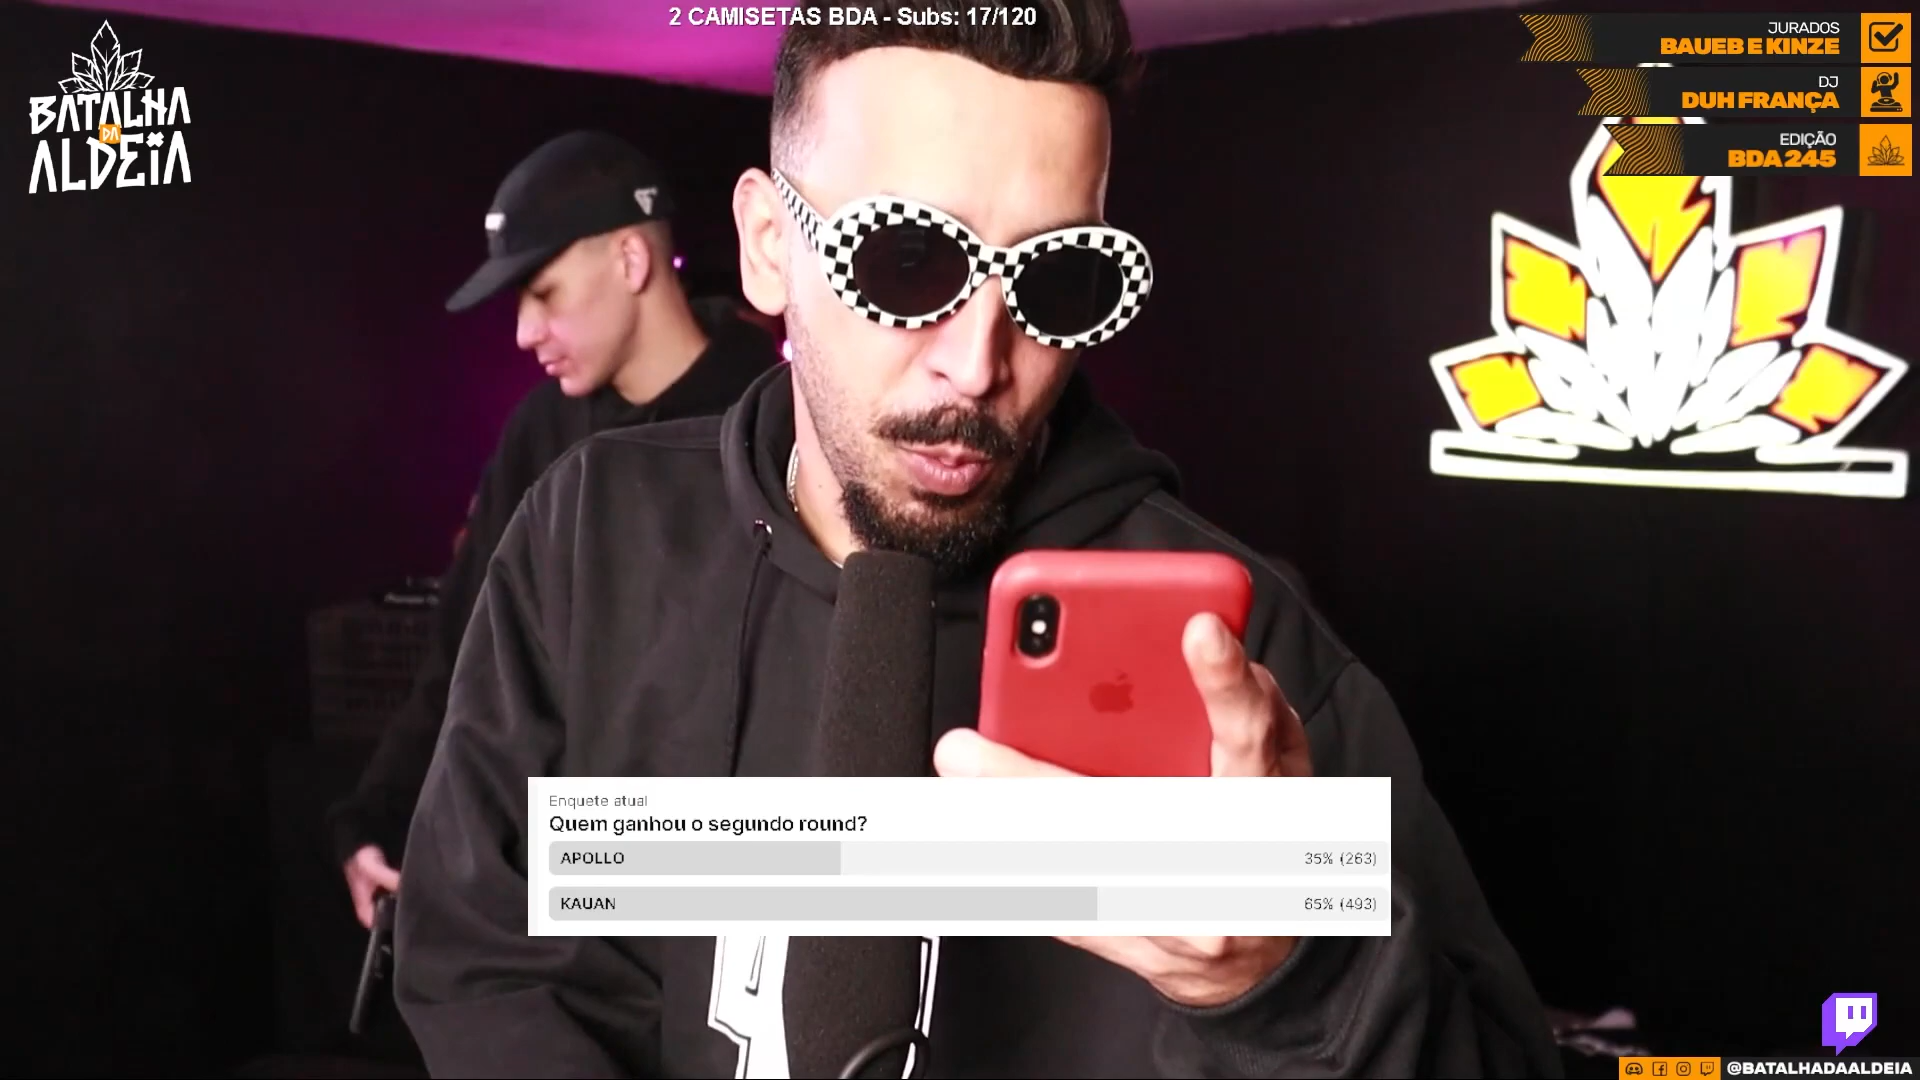 2 CAMISETAS BDA - Subs: 17/120
BATALHA
DA
ALDEIA
JURADOS
BAUEB E KINZE
DJ
DUH FRANÇA
EDIÇÃO
BDA 245
Enquete atual
Quem ganhou o segundo round?
APOLLO 35% (263)
KAUAN 65% (493)
@BATALHADAALDEIA